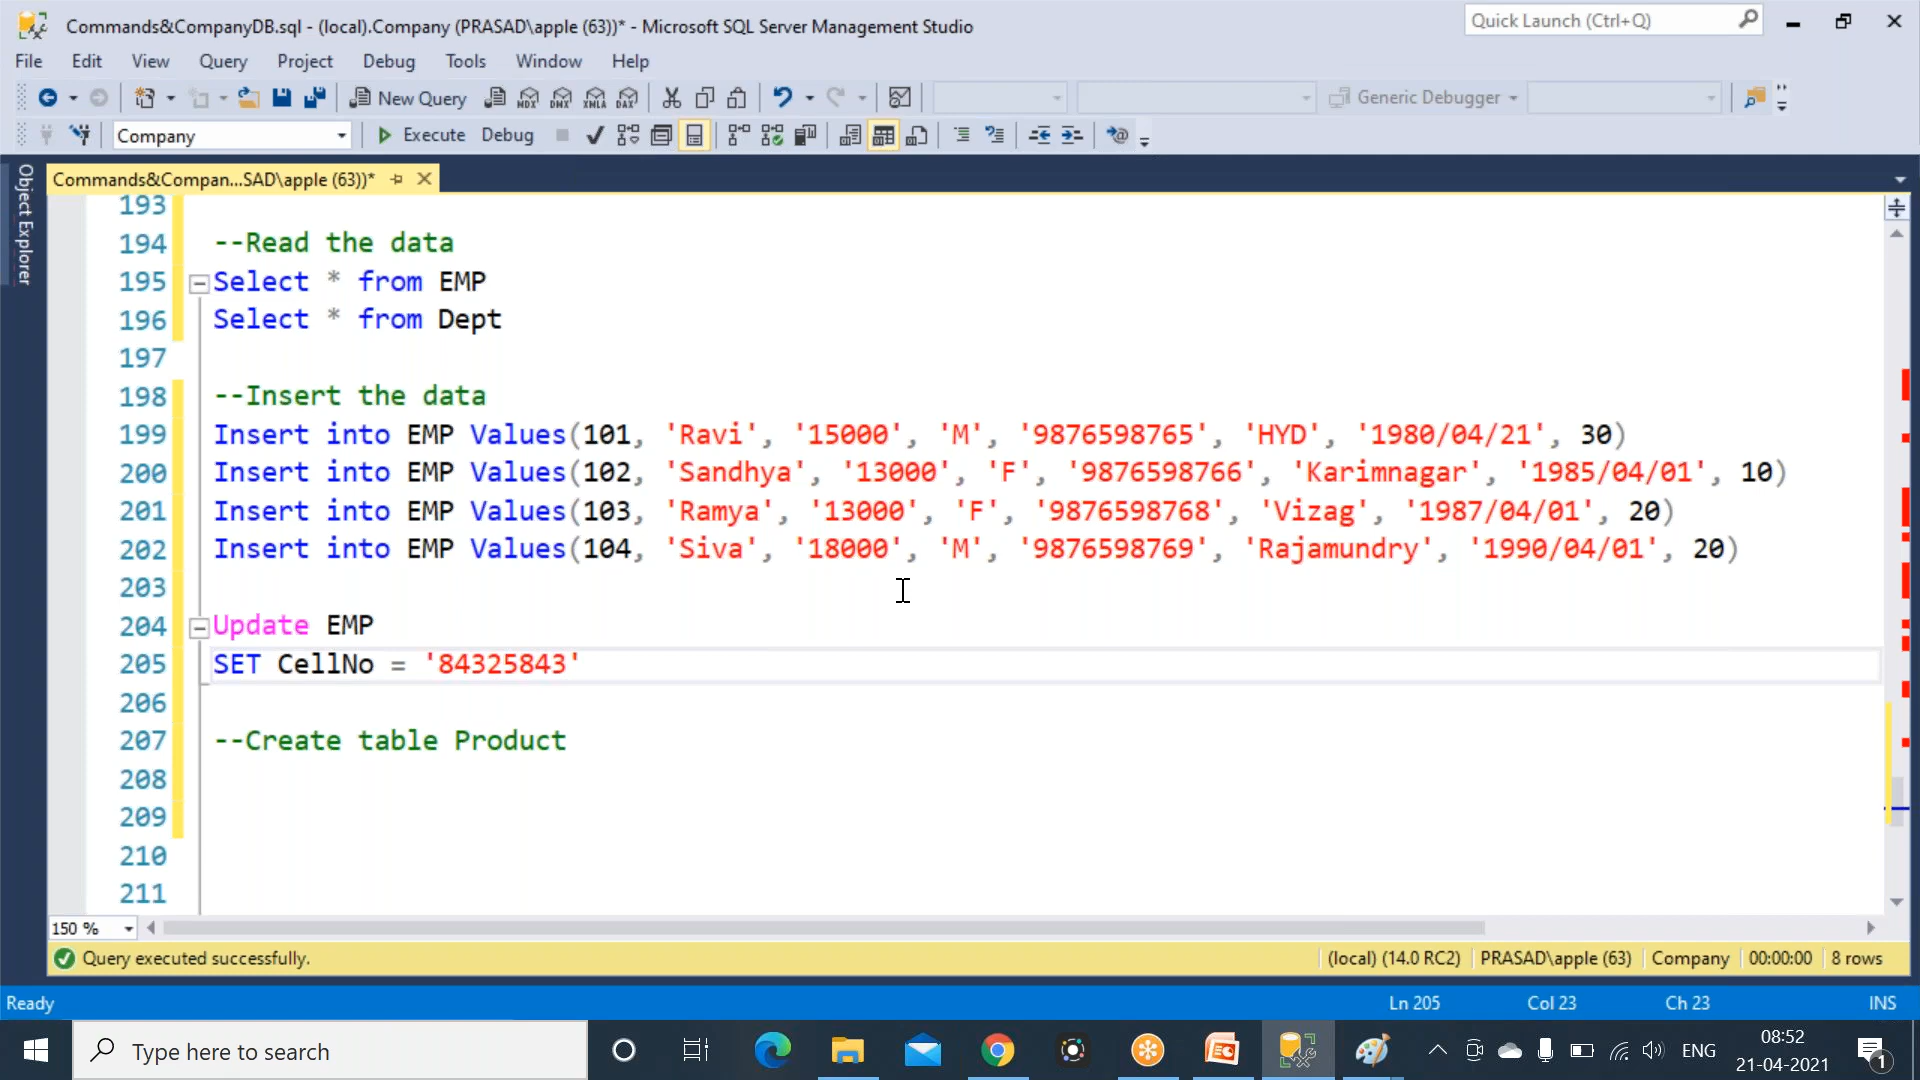 Commands&CompanyDB.sql - (local).Company (PRASAD\apple (63))* - Microsoft SQL Server Management Studio
Quick Launch (Ctrl+Q)
File Edit View Query Project Debug Tools Window Help
New Query MDX DMX XMLA DAX Generic Debugger
Company Execute Debug
Object Explorer
Commands&Compan...SAD\apple (63))*
193
194 --Read the data
195 Select * from EMP
196 Select * from Dept
197
198 --Insert the data
199 Insert into EMP Values(101, 'Ravi', '15000', 'M', '9876598765', 'HYD', '1980/04/21', 30)
200 Insert into EMP Values(102, 'Sandhya', '13000', 'F', '9876598766', 'Karimnagar', '1985/04/01', 10)
201 Insert into EMP Values(103, 'Ramya', '13000', 'F', '9876598768', 'Vizag', '1987/04/01', 20)
202 Insert into EMP Values(104, 'Siva', '18000', 'M', '9876598769', 'Rajamundry', '1990/04/01', 20)
203
204 Update EMP
205 SET CellNo = '84325843'
206
207 --Create table Product
208
209
210
211
150 %
Query executed successfully. (local) (14.0 RC2) PRASAD\apple (63) Company 00:00:00 8 rows
Ready Ln 205 Col 23 Ch 23 INS
Type here to search
ENG
08:52
21-04-2021
1